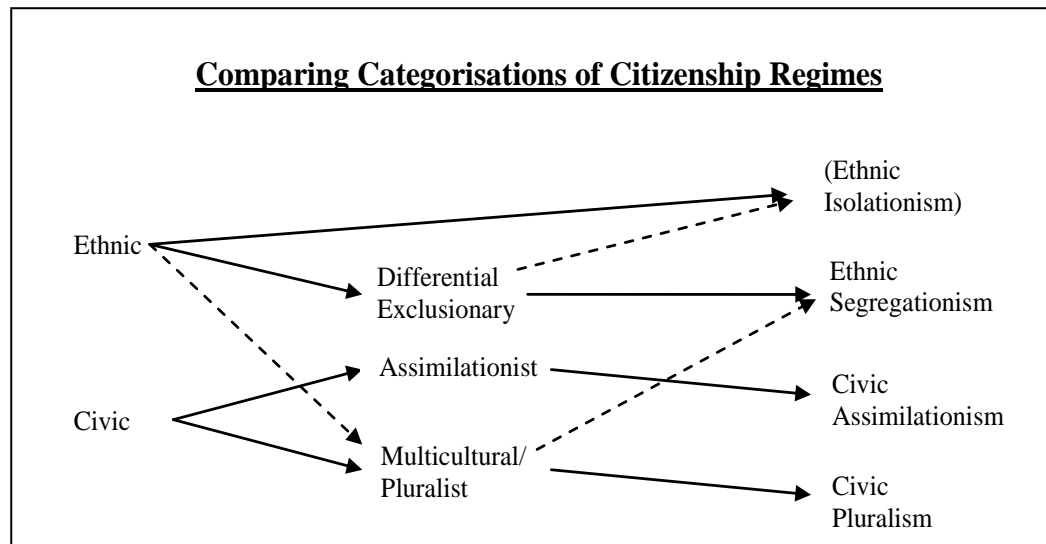 Comparing Categorisations of Citizenship Regimes
(Ethnic
Isolationism)
Ethnic
Differential
Exclusionary
Ethnic
Segregationism
Assimilationist
Civic
Assimilationism
Civic
Multicultural/
Pluralist
Civic
Pluralism